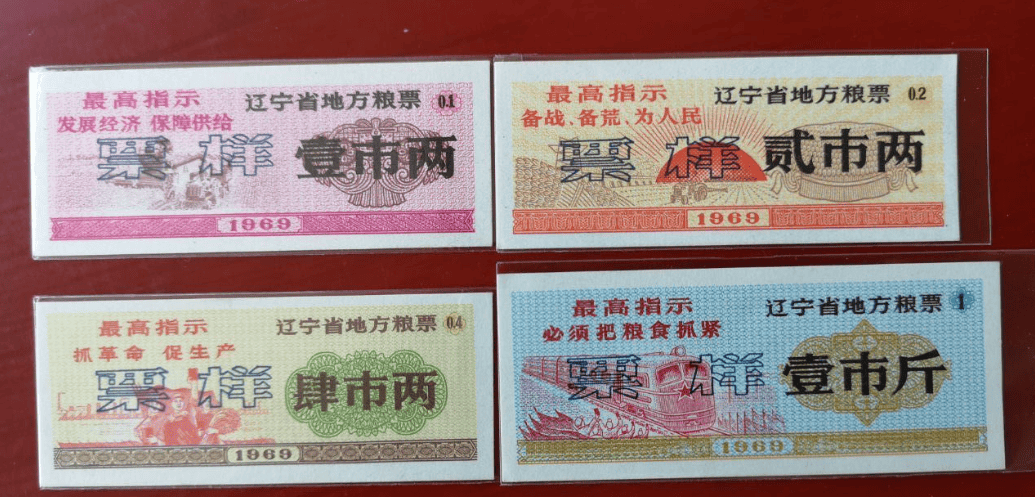 最高指示
发展经济 保障供给
辽宁省地方粮票 0.1
票样
壹市两
1969
最高指示
备战、备荒、为人民
辽宁省地方粮票 0.2
票样
贰市两
1969
最高指示
抓革命 促生产
辽宁省地方粮票 0.4
票样
肆市两
1969
最高指示
必须把粮食抓紧
辽宁省地方粮票 1
票样
壹市斤
1969